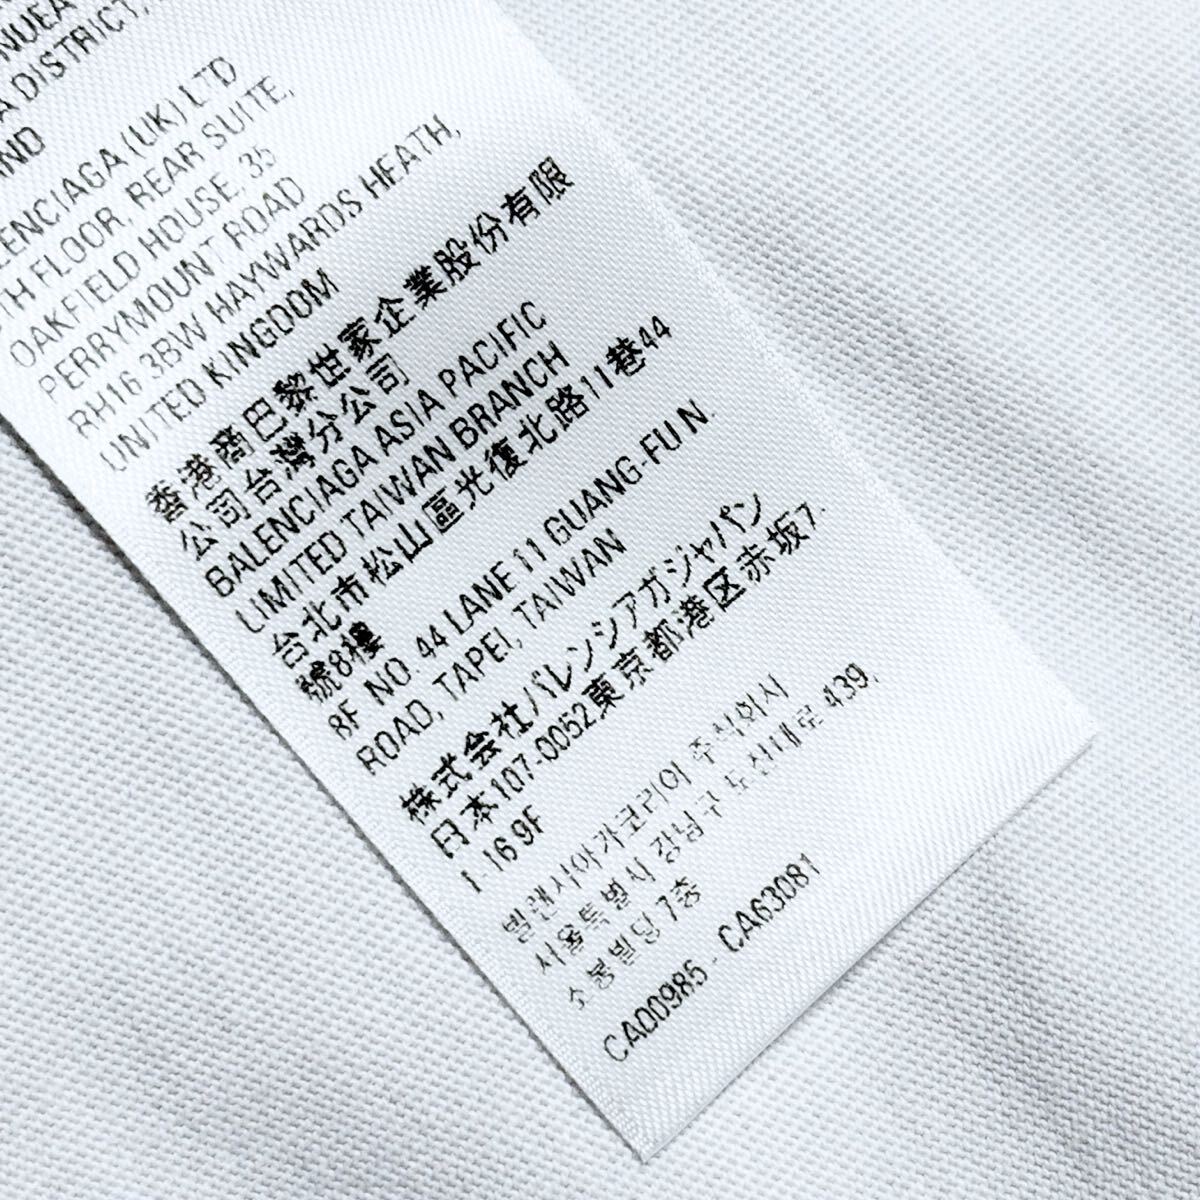 A DISTRICT,
BALENCIAGA (UK) LTD
TH FLOOR, REAR SUITE,
OAKFIELD HOUSE, 35
PERRYMOUNT ROAD
RH16 3BW HAYWARDS HEATH,
UNITED KINGDOM
香港商巴黎世家企業股份有限
公司台灣分公司
BALENCIAGA ASIA PACIFIC
LIMITED TAIWAN BRANCH
台北市松山區光復北路11巷44
號8樓
8F NO. 44 LANE 11 GUANG-FU N.
ROAD, TAPEI, TAIWAN
株式会社バレンシアガジャパン
日本107-0052東京都港区赤坂7-
1-16 9F
발렌시아가코리아 주식회사
서울특별시 강남구 도산대로 439,
소봉빌딩 7층
CA00985 - CA63081